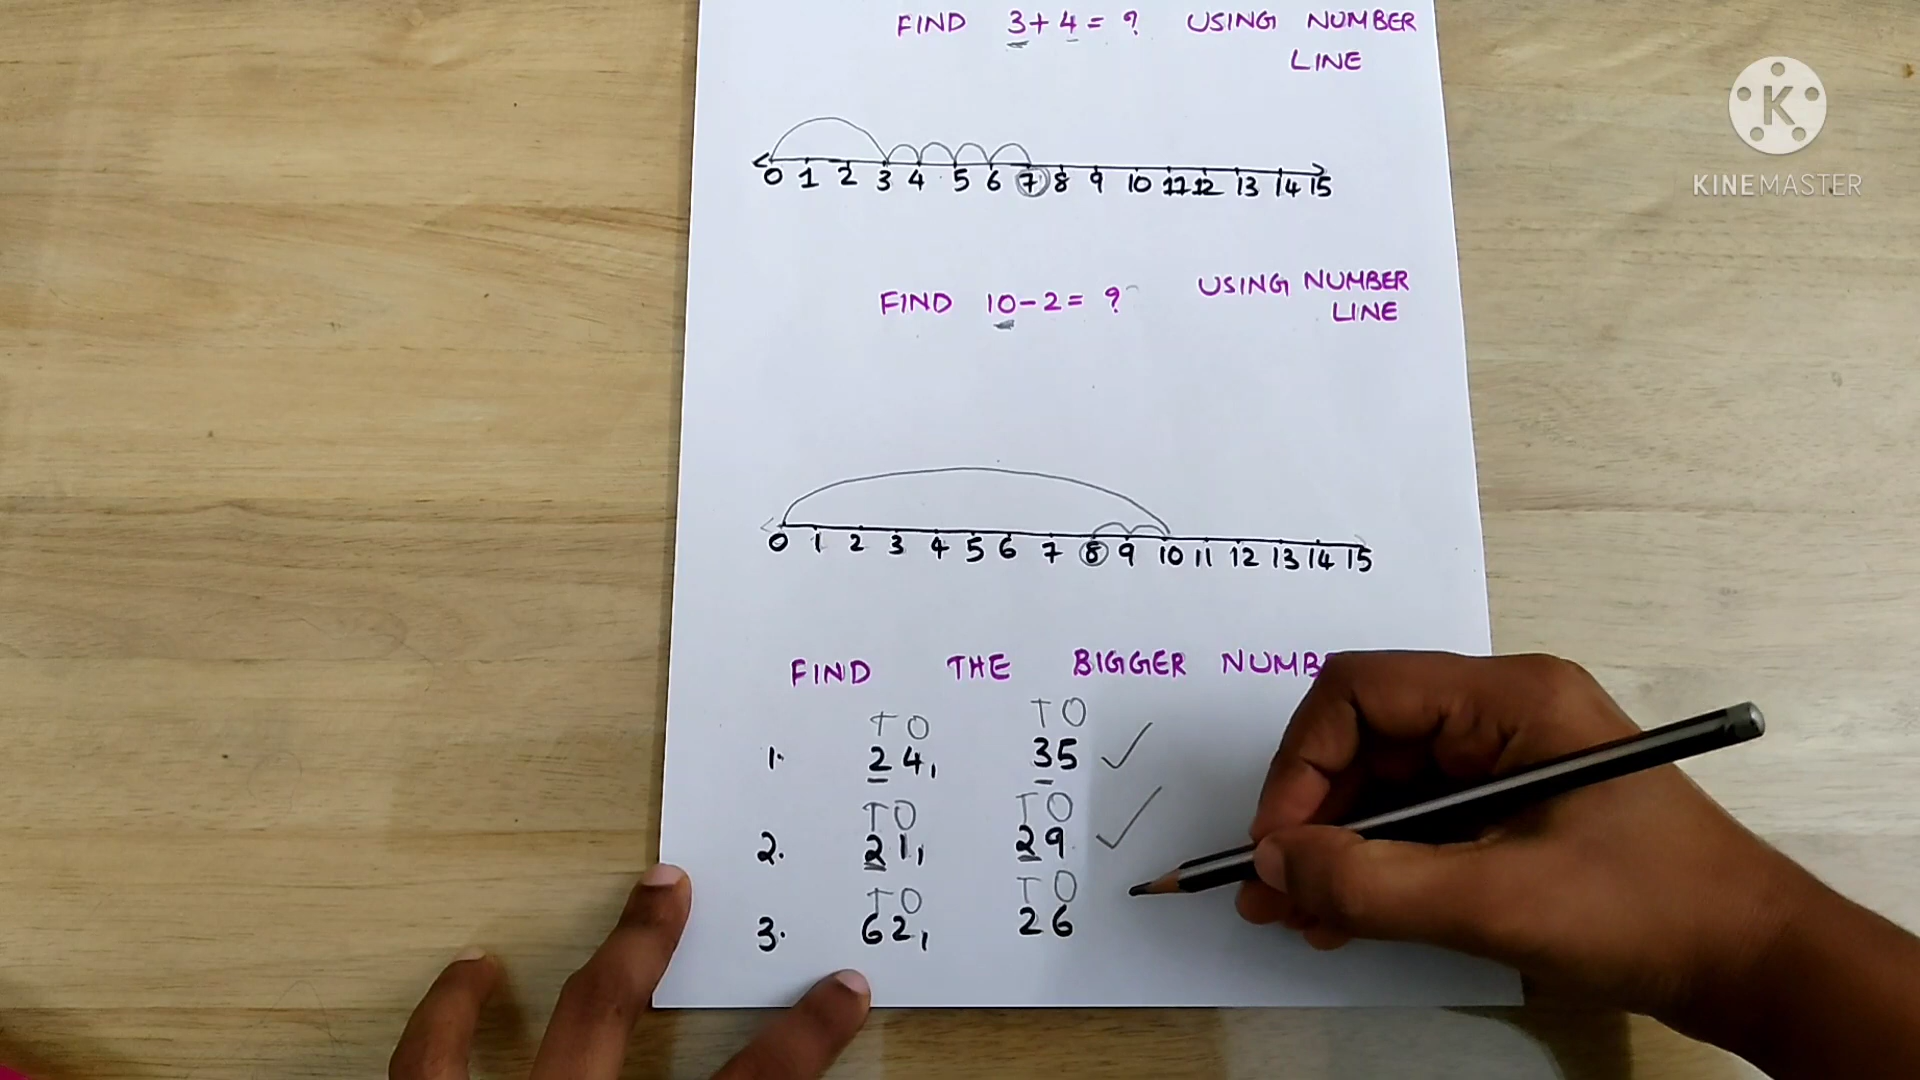 FIND 3+4= ? USING NUMBER
LINE
0 1 2 3 4 5 6 7 8 9 10 11 12 13 14 15
FIND 10-2= ? USING NUMBER
LINE
0 1 2 3 4 5 6 7 8 9 10 11 12 13 14 15
FIND THE BIGGER
T O T O
1. 24, 35 ✓
T O T O
2. 21, 29 ✓
T O T O
3. 62, 26
K
KINEMASTER